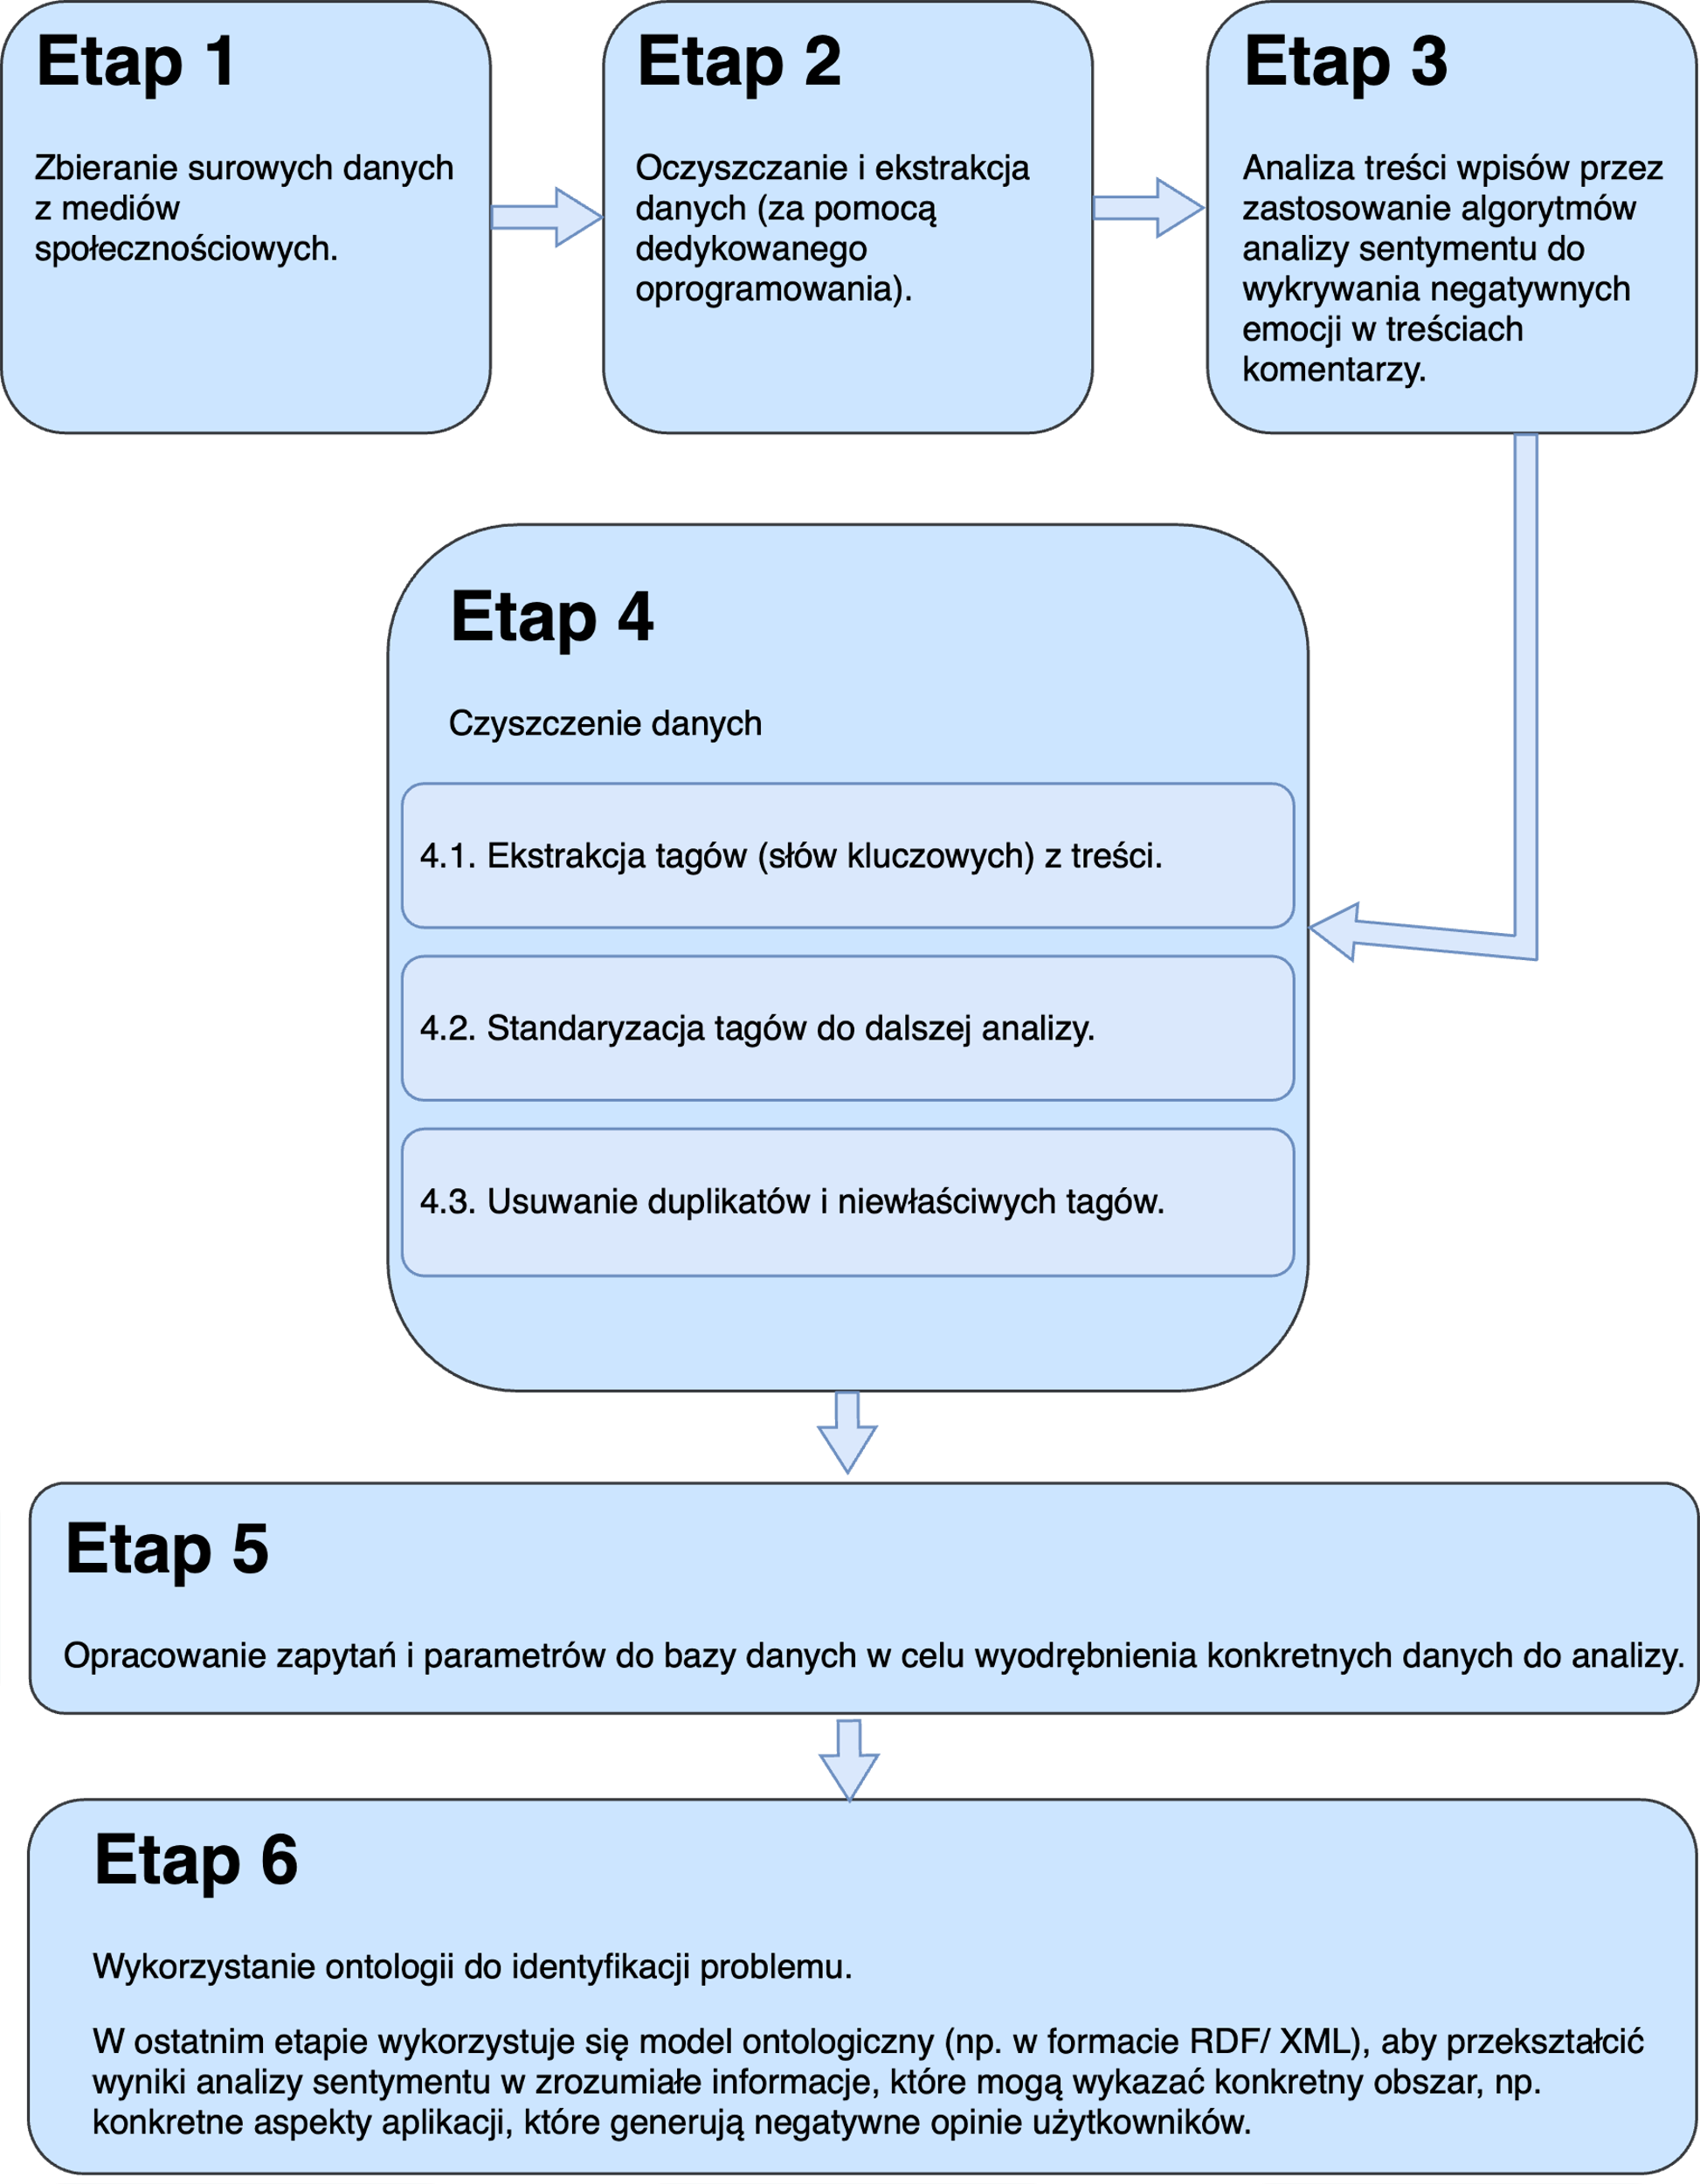 Etap 1
Zbieranie surowych danych
z mediów
społecznościowych.
Etap 2
Oczyszczanie i ekstrakcja
danych (za pomocą
dedykowanego
oprogramowania).
Etap 3
Analiza treści wpisów przez
zastosowanie algorytmów
analizy sentymentu do
wykrywania negatywnych
emocji w treściach
komentarzy.
Etap 4
Czyszczenie danych
4.1. Ekstrakcja tagów (słów kluczowych) z treści.
4.2. Standaryzacja tagów do dalszej analizy.
4.3. Usuwanie duplikatów i niewłaściwych tagów.
Etap 5
Opracowanie zapytań i parametrów do bazy danych w celu wyodrębnienia konkretnych danych do analizy.
Etap 6
Wykorzystanie ontologii do identyfikacji problemu.
W ostatnim etapie wykorzystuje się model ontologiczny (np. w formacie RDF/ XML), aby przekształcić
wyniki analizy sentymentu w zrozumiałe informacje, które mogą wykazać konkretny obszar, np.
konkretne aspekty aplikacji, które generują negatywne opinie użytkowników.